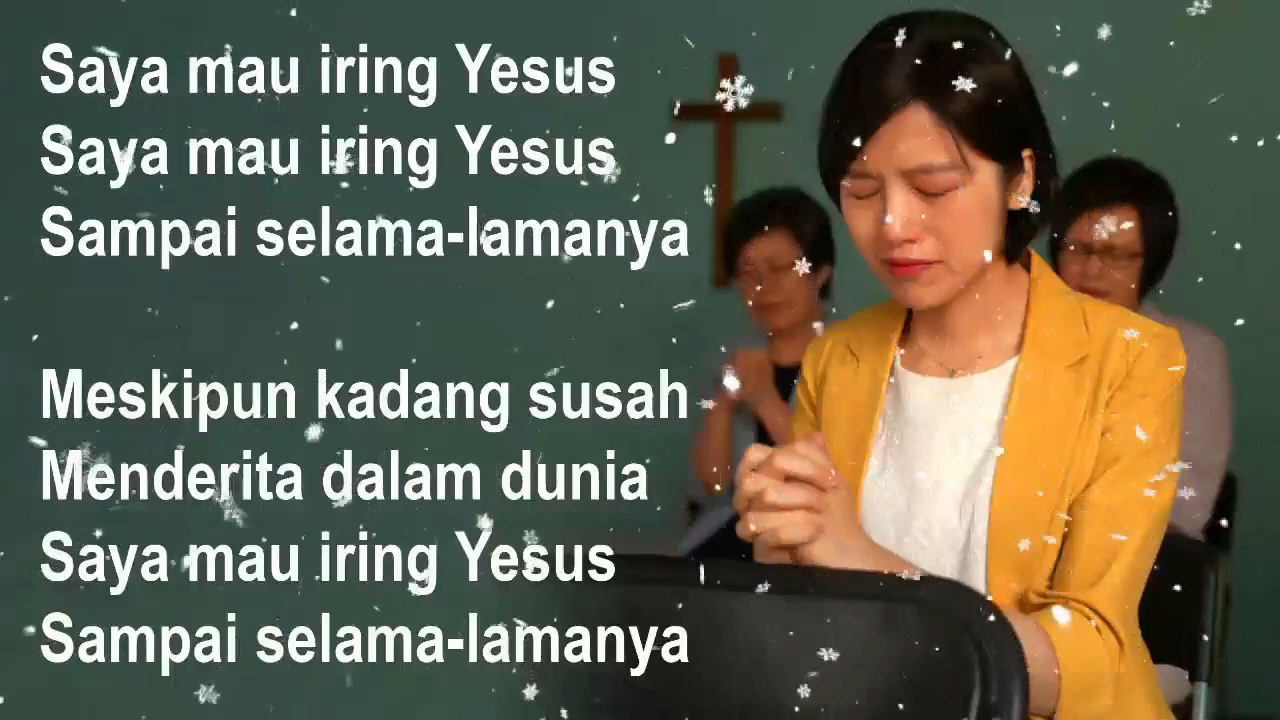 Saya mau iring Yesus
Saya mau iring Yesus
Sampai selama-lamanya
Meskipun kadang susah
Menderita dalam dunia
Saya mau iring Yesus
Sampai selama-lamanya